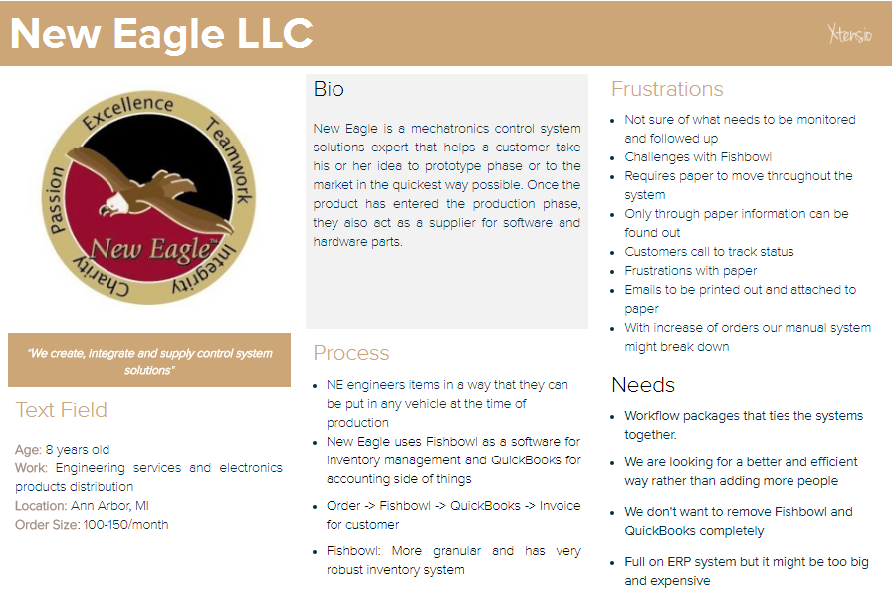 New Eagle LLC
Xtensio
Excellence
Teamwork
Integrity
Charity
Passion
New Eagle™
"We create, integrate and supply control system
solutions"
Text Field
Age: 8 years old
Work: Engineering services and electronics
products distribution
Location: Ann Arbor, MI
Order Size: 100-150/month
Bio
New Eagle is a mechatronics control system
solutions expert that helps a customer take
his or her idea to prototype phase or to the
market in the quickest way possible. Once the
product has entered the production phase,
they also act as a supplier for software and
hardware parts.
Process
• NE engineers items in a way that they can
be put in any vehicle at the time of
production
• New Eagle uses Fishbowl as a software for
inventory management and QuickBooks for
accounting side of things
• Order -> Fishbowl -> QuickBooks -> Invoice
for customer
• Fishbowl: More granular and has very
robust inventory system
Frustrations
• Not sure of what needs to be monitored
and followed up
• Challenges with Fishbowl
• Requires paper to move throughout the
system
• Only through paper information can be
found out
• Customers call to track status
• Frustrations with paper
• Emails to be printed out and attached to
paper
• With increase of orders our manual system
might break down
Needs
• Workflow packages that ties the systems
together.
• We are looking for a better and efficient
way rather than adding more people
• We don't want to remove Fishbowl and
QuickBooks completely
• Full on ERP system but it might be too big
and expensive